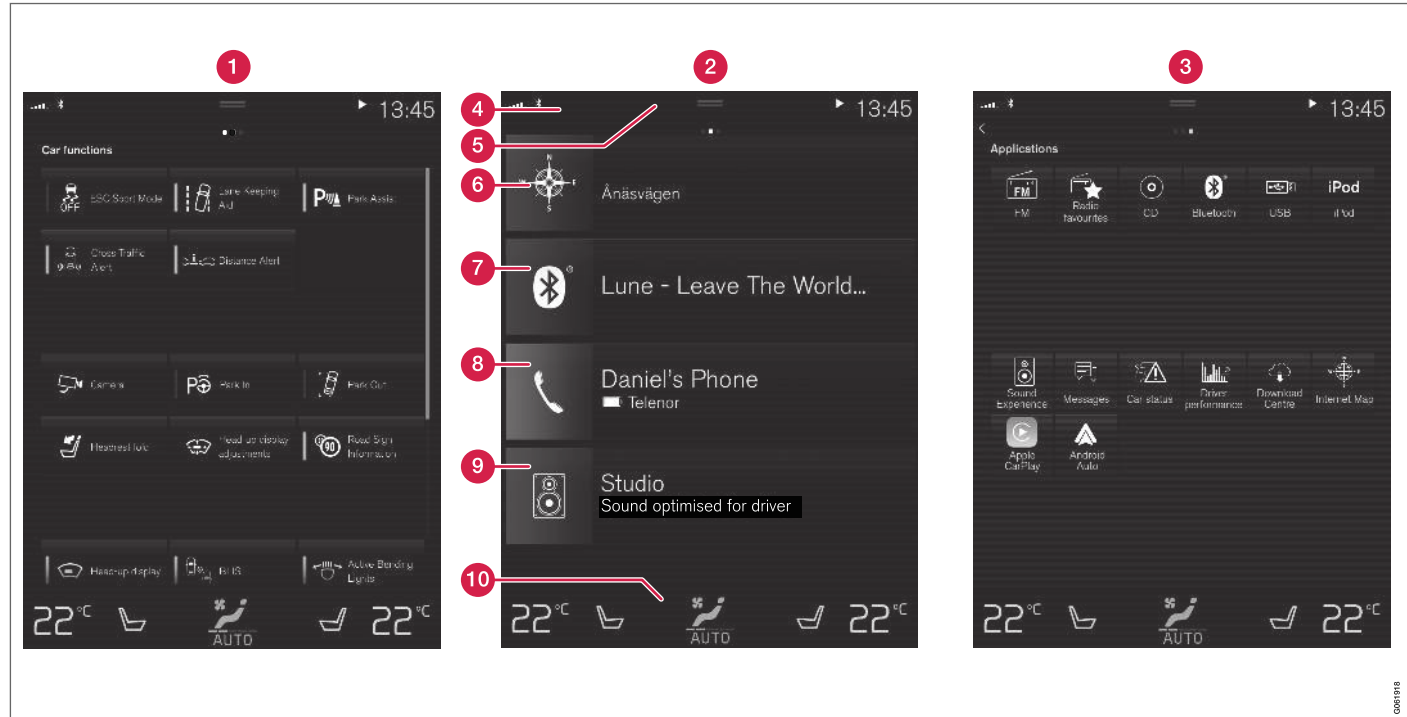 1
2
3
13:45
Car functions
ESC Sport Mode
OFF
Lane Keeping
Aid
Park Assist
Cross Traffic
Alert
Distance Alert
Camera
Park In
Park Out
Headrest fold
Head-up display
adjustments
90
Road Sign
Information
Head-up display
BLIS
Active Bending
Lights
22°C
AUTO
22°C
4
5
6
7
8
9
10
13:45
N
W
E
S
Ånäsvägen
Lune - Leave The World...
Daniel's Phone
Telenor
Studio
Sound optimised for driver
22°C
AUTO
22°C
13:45
Applications
FM
FM
Radio
favourites
CD
Bluetooth
USB
iPod
iPod
Sound
Experience
Messages
Car status
Driver
performance
Download
Centre
Internet Map
Apple
CarPlay
Android
Auto
22°C
AUTO
22°C
G061918